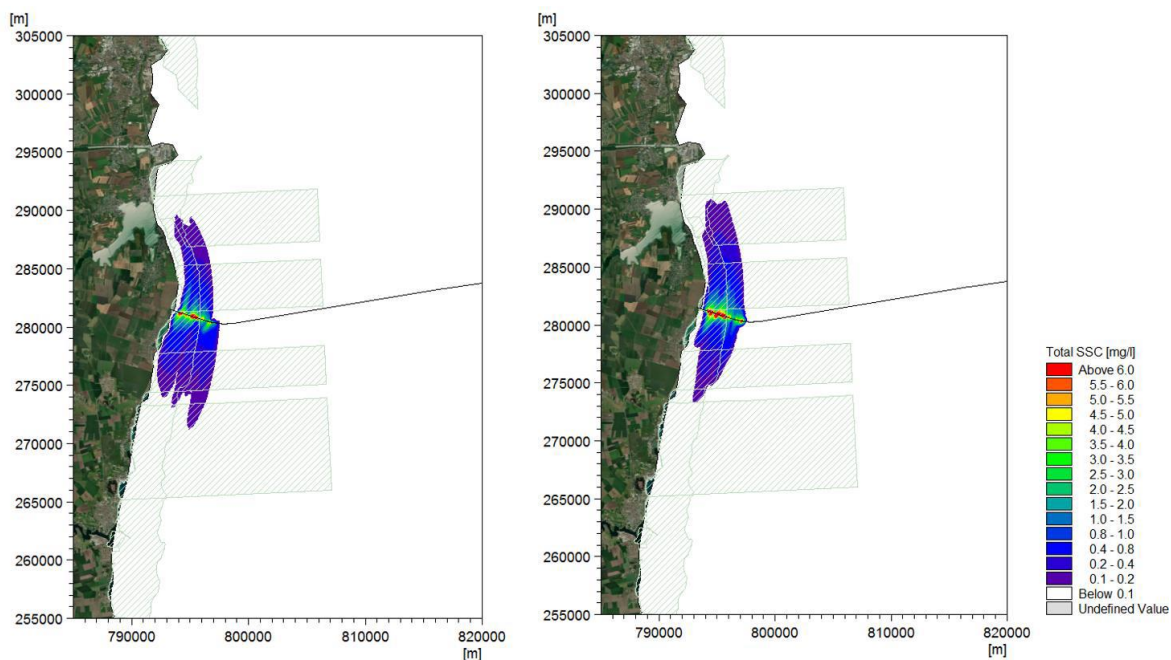 [m]
305000
300000
295000
290000
285000
280000
275000
270000
265000
260000
255000
790000
800000
810000
820000
[m]
[m]
305000
300000
295000
290000
285000
280000
275000
270000
265000
260000
255000
790000
800000
810000
820000
[m]
Total SSC [mg/l]
Above 6.0
5.5 - 6.0
5.0 - 5.5
4.5 - 5.0
4.0 - 4.5
3.5 - 4.0
3.0 - 3.5
2.5 - 3.0
2.0 - 2.5
1.5 - 2.0
1.0 - 1.5
0.8 - 1.0
0.4 - 0.8
0.2 - 0.4
0.1 - 0.2
Below 0.1
Undefined Value